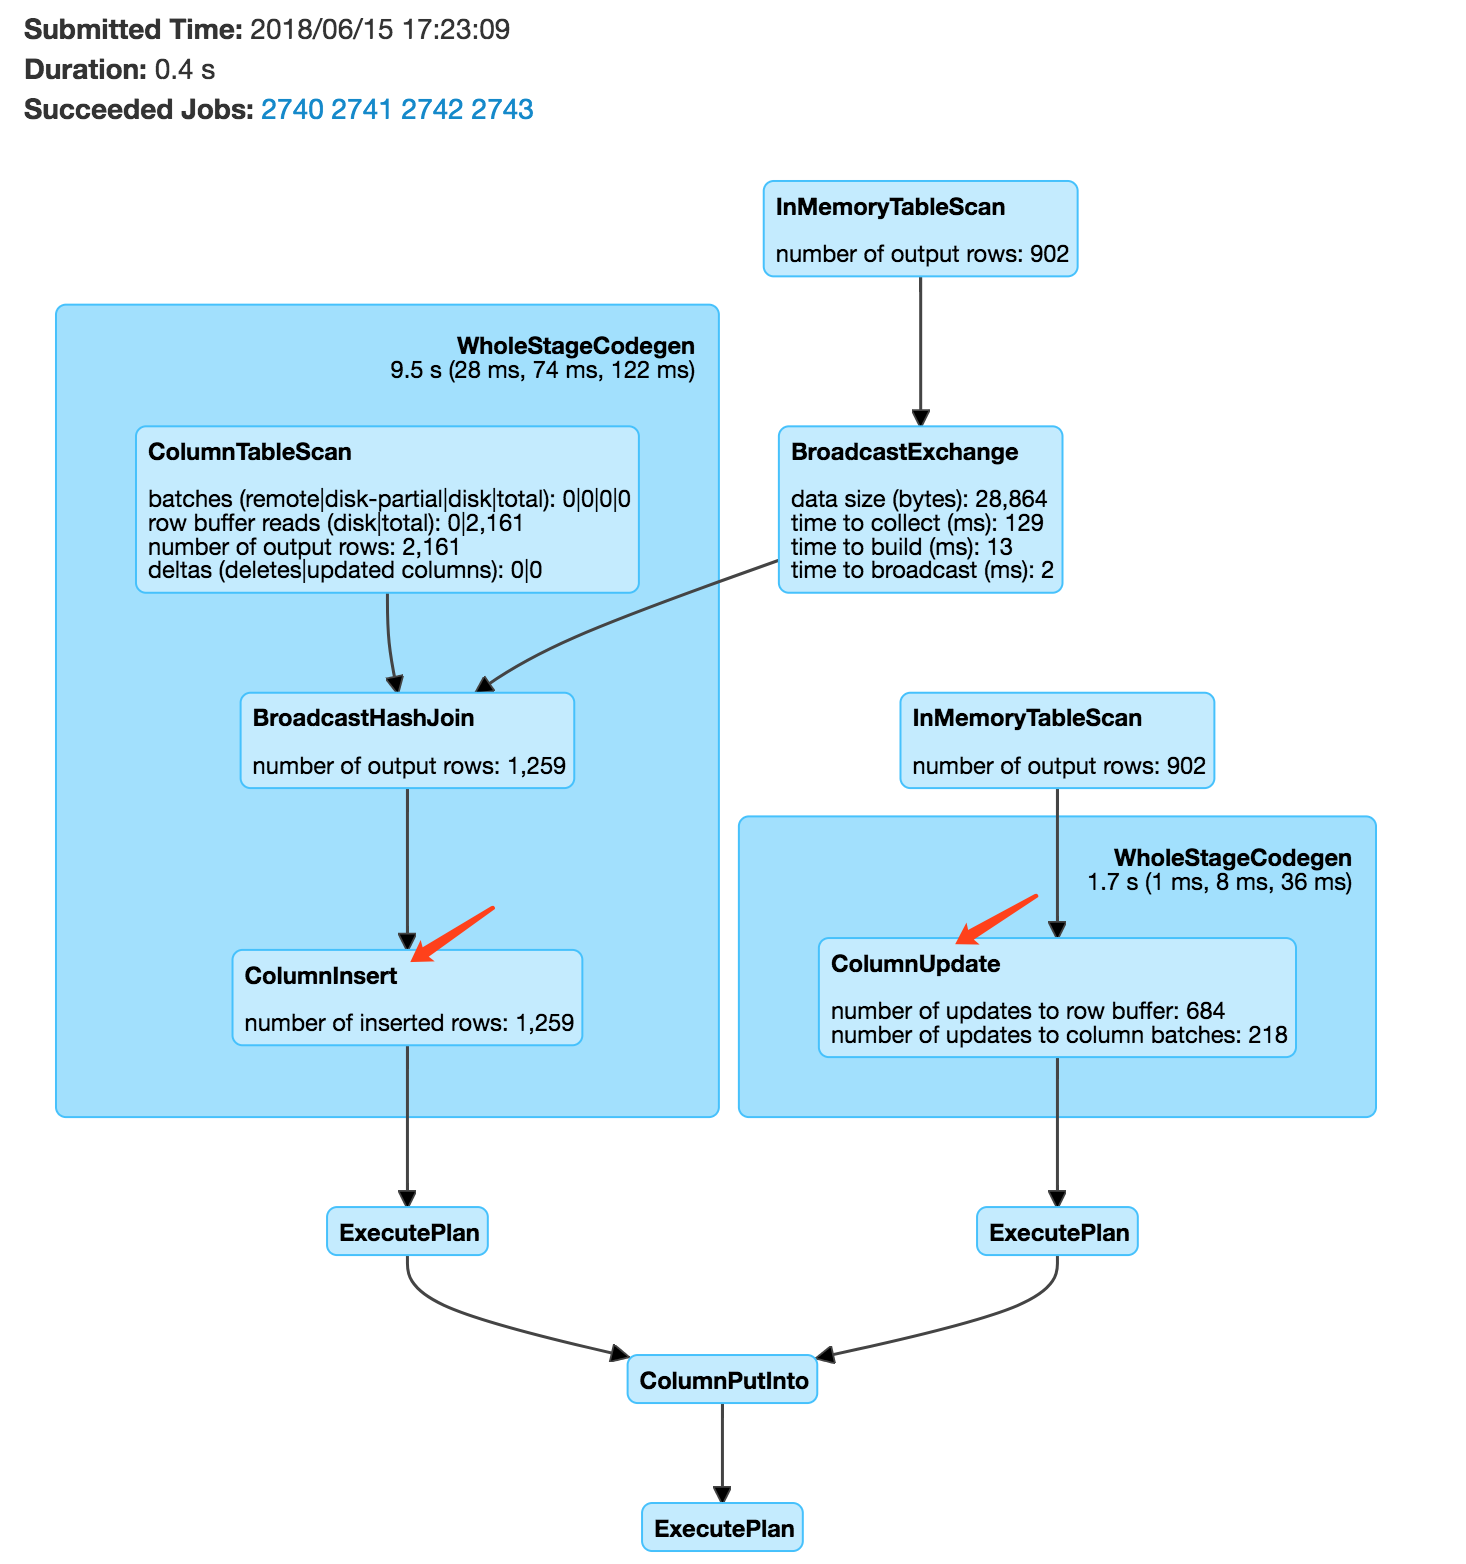 Submitted Time: 2018/06/15 17:23:09
Duration: 0.4 s
Succeeded Jobs: 2740 2741 2742 2743
InMemoryTableScan
number of output rows: 902
WholeStageCodegen
9.5 s (28 ms, 74 ms, 122 ms)
ColumnTableScan
batches (remote|disk-partial|disk|total): 0|0|0|0
row buffer reads (disk|total): 0|2,161
number of output rows: 2,161
deltas (deletes|updated columns): 0|0
BroadcastExchange
data size (bytes): 28,864
time to collect (ms): 129
time to build (ms): 13
time to broadcast (ms): 2
BroadcastHashJoin
number of output rows: 1,259
InMemoryTableScan
number of output rows: 902
WholeStageCodegen
1.7 s (1 ms, 8 ms, 36 ms)
ColumnInsert
number of inserted rows: 1,259
ColumnUpdate
number of updates to row buffer: 684
number of updates to column batches: 218
ExecutePlan
ExecutePlan
ColumnPutInto
ExecutePlan